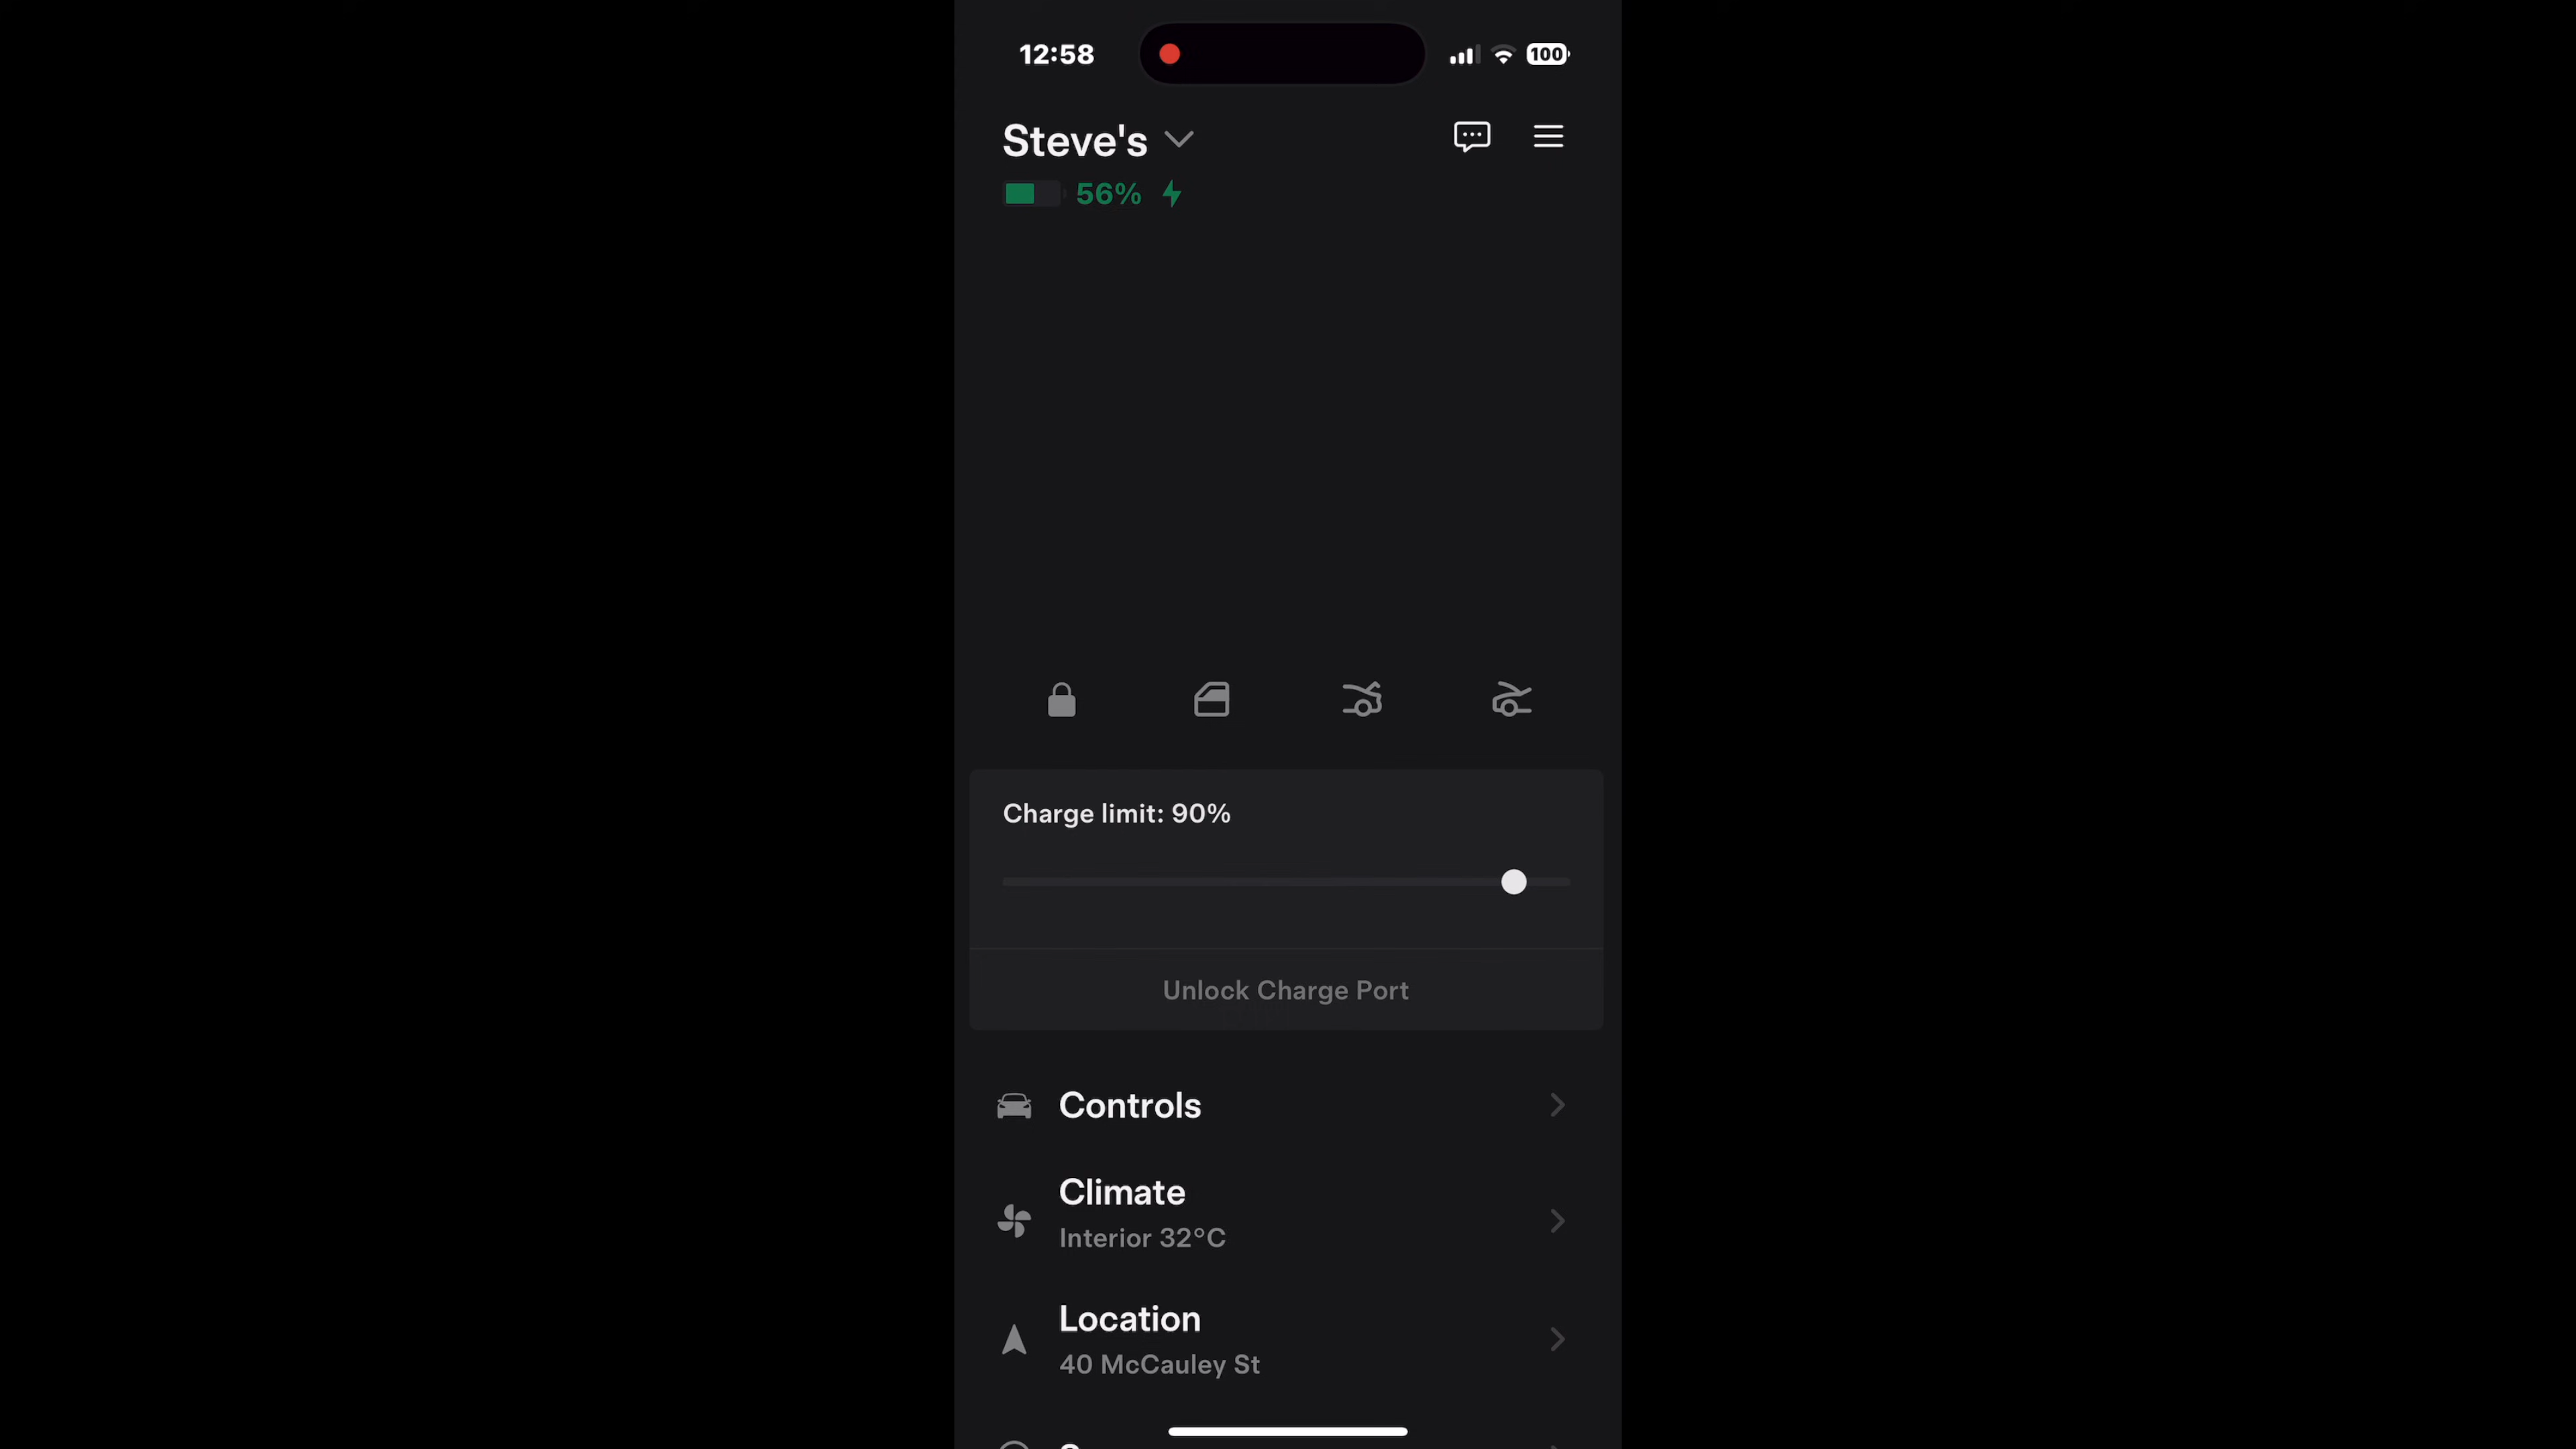 12:58
100
Steve's
56%
Charge limit: 90%
Unlock Charge Port
Controls
Climate
Interior 32°C
Location
40 McCauley St